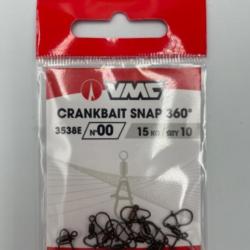 VMC
CRANKBAIT SNAP 360°
3538E N°00 15 KG QTY 10